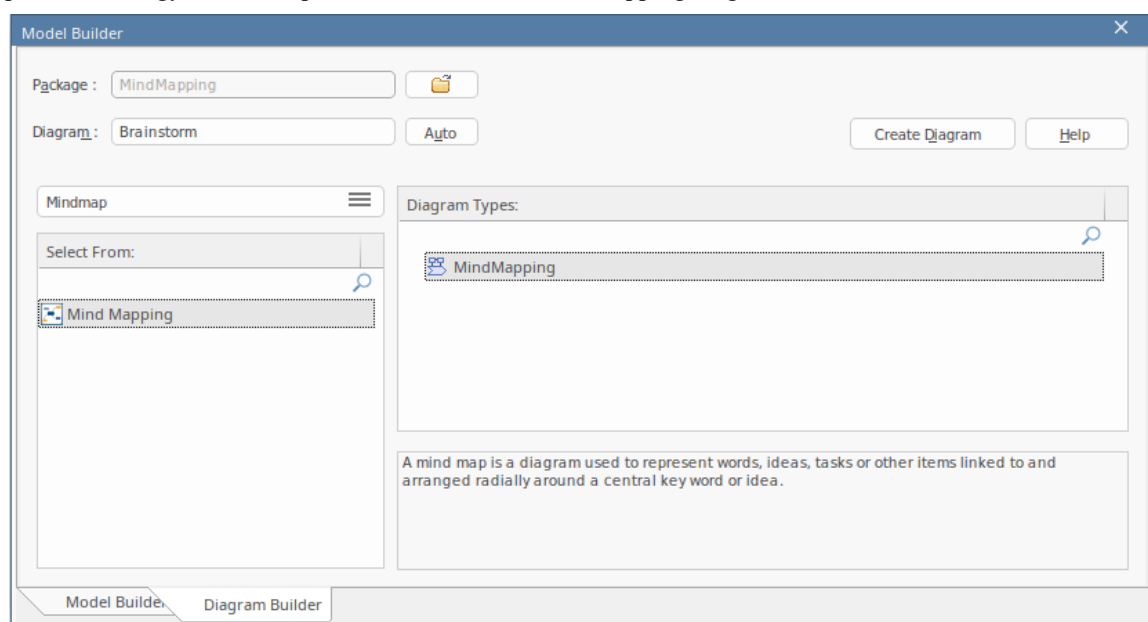 Model Builder
Package : MindMapping
Diagram : Brainstorm Auto Create Diagram Help
Mindmap Diagram Types:
Select From:
MindMapping
Mind Mapping
A mind map is a diagram used to represent words, ideas, tasks or other items linked to and
arranged radially around a central key word or idea.
Model Builder Diagram Builder